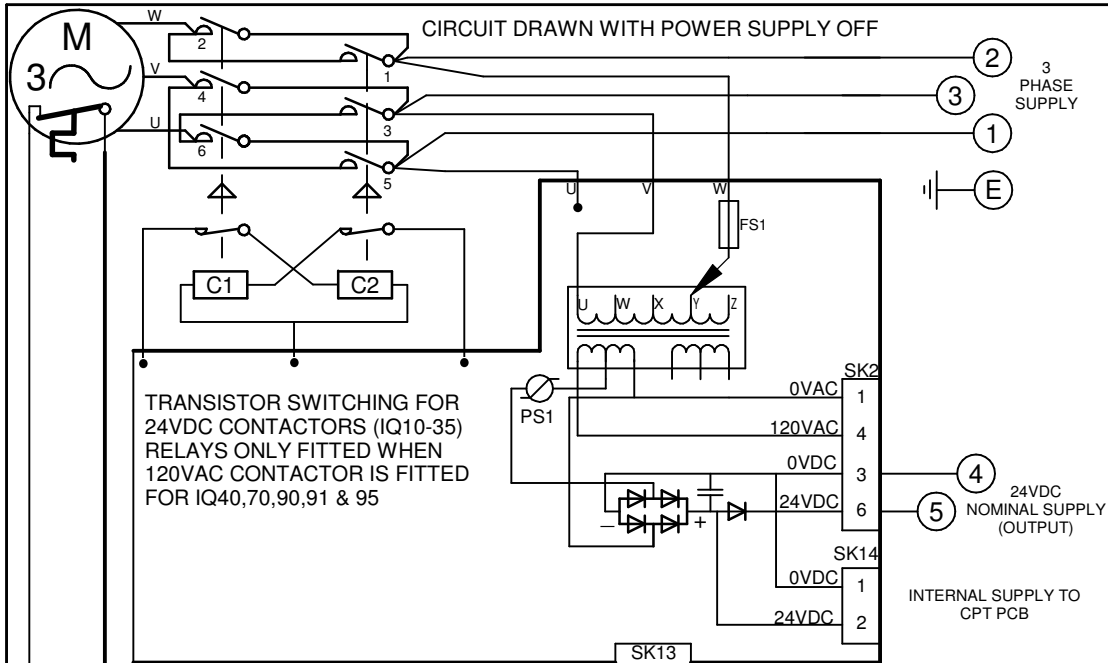 CIRCUIT DRAWN WITH POWER SUPPLY OFF
M
3
W
V
U
2
4
6
1
3
5
2
3
1
E
3
PHASE
SUPPLY
U
V
W
FS1
C1
C2
U
W
X
Y
Z
PS1
TRANSISTOR SWITCHING FOR
24VDC CONTACTORS (IQ10-35)
RELAYS ONLY FITTED WHEN
120VAC CONTACTOR IS FITTED
FOR IQ40,70,90,91 & 95
SK2
0VAC 1
120VAC 4
0VDC 3
24VDC 6
4
5
24VDC
NOMINAL SUPPLY
(OUTPUT)
– +
SK14
0VDC 1
24VDC 2
INTERNAL SUPPLY TO
CPT PCB
SK13